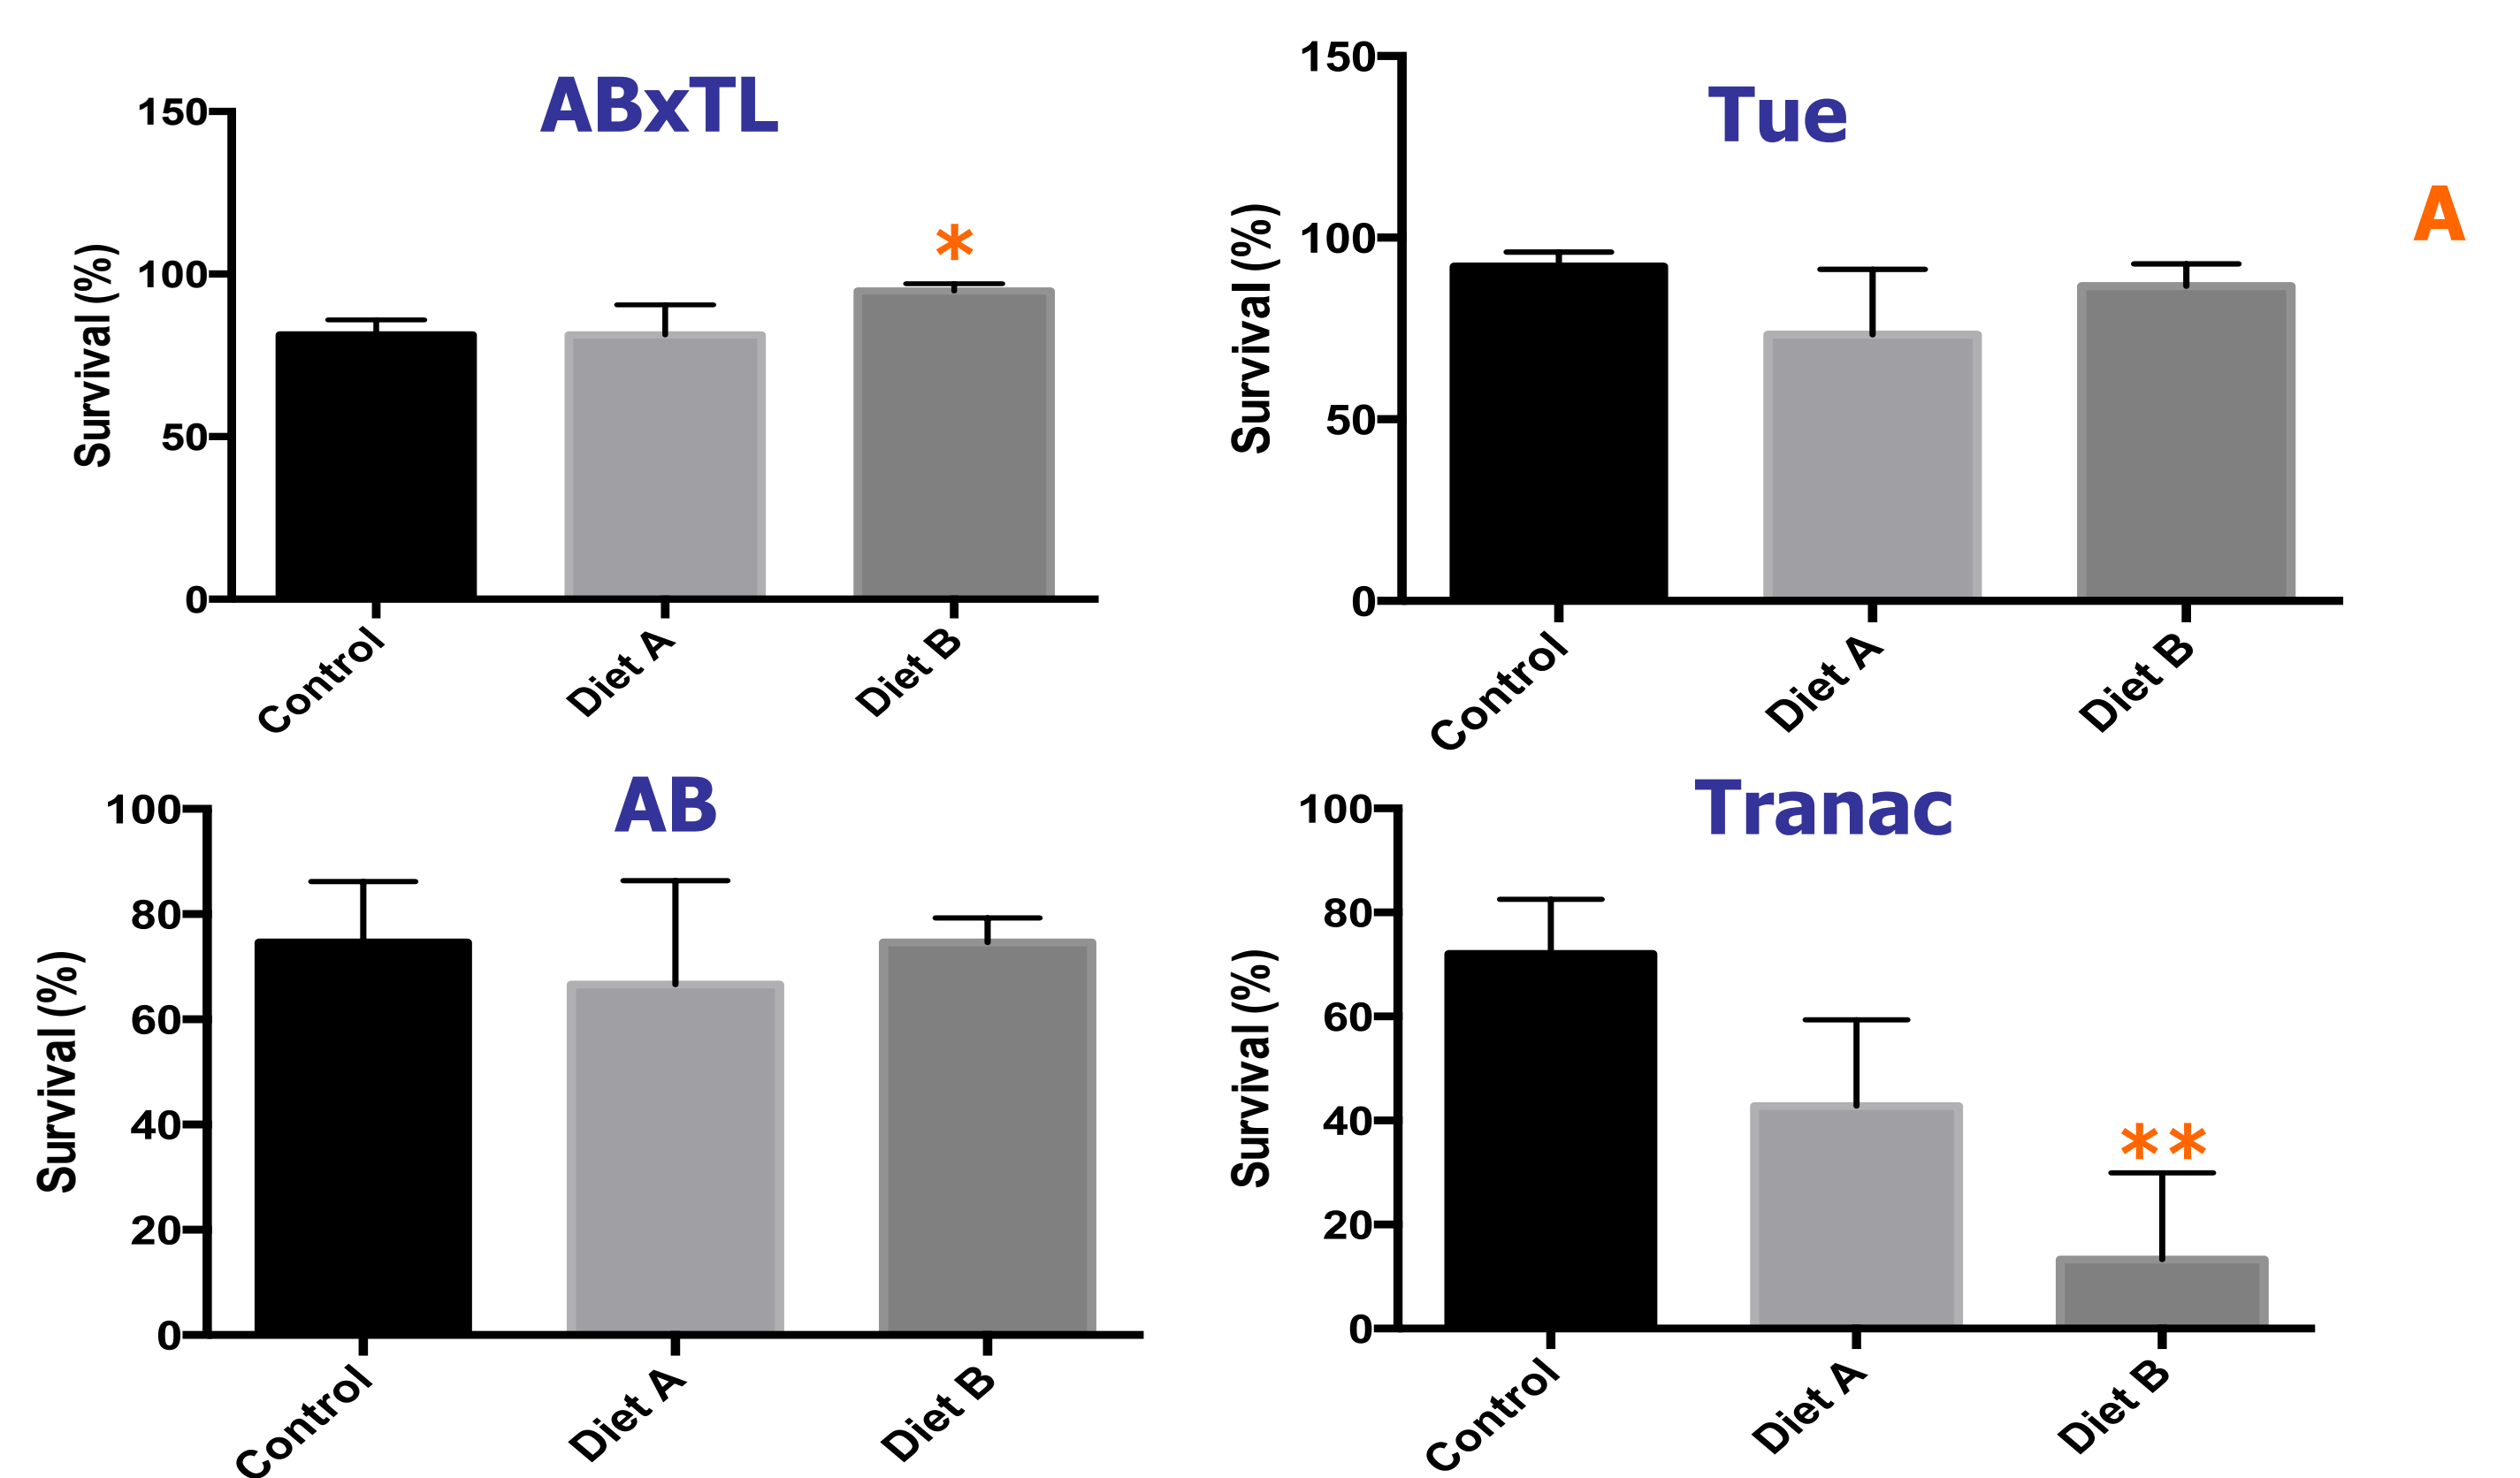 ABxTL
Survival (%)
150
100
50
0
*
Control
Diet A
Diet B
Tue
Survival (%)
150
100
50
0
Control
Diet A
Diet B
A
AB
Survival (%)
100
80
60
40
20
0
Control
Diet A
Diet B
Tranac
Survival (%)
100
80
60
40
20
0
**
Control
Diet A
Diet B